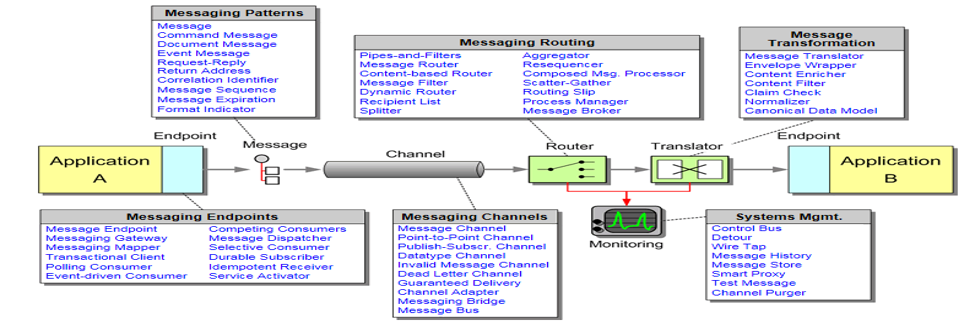 Messaging Patterns
Message
Command Message
Document Message
Event Message
Request-Reply
Return Address
Correlation Identifier
Message Sequence
Message Expiration
Format Indicator
Messaging Routing
Pipes-and-Filters
Message Router
Content-based Router
Message Filter
Dynamic Router
Recipient List
Splitter
Aggregator
Resequencer
Composed Msg. Processor
Scatter-Gather
Routing Slip
Process Manager
Message Broker
Message
Transformation
Message Translator
Envelope Wrapper
Content Enricher
Content Filter
Claim Check
Normalizer
Canonical Data Model
Endpoint
Message
Channel
Router
Translator
Endpoint
Application
A
Application
B
Monitoring
Messaging Endpoints
Message Endpoint
Messaging Gateway
Messaging Mapper
Transactional Client
Polling Consumer
Event-driven Consumer
Competing Consumers
Message Dispatcher
Selective Consumer
Durable Subscriber
Idempotent Receiver
Service Activator
Messaging Channels
Message Channel
Point-to-Point Channel
Publish-Subscr. Channel
Datatype Channel
Invalid Message Channel
Dead Letter Channel
Guaranteed Delivery
Channel Adapter
Messaging Bridge
Message Bus
Systems Mgmt.
Control Bus
Detour
Wire Tap
Message History
Message Store
Smart Proxy
Test Message
Channel Purger